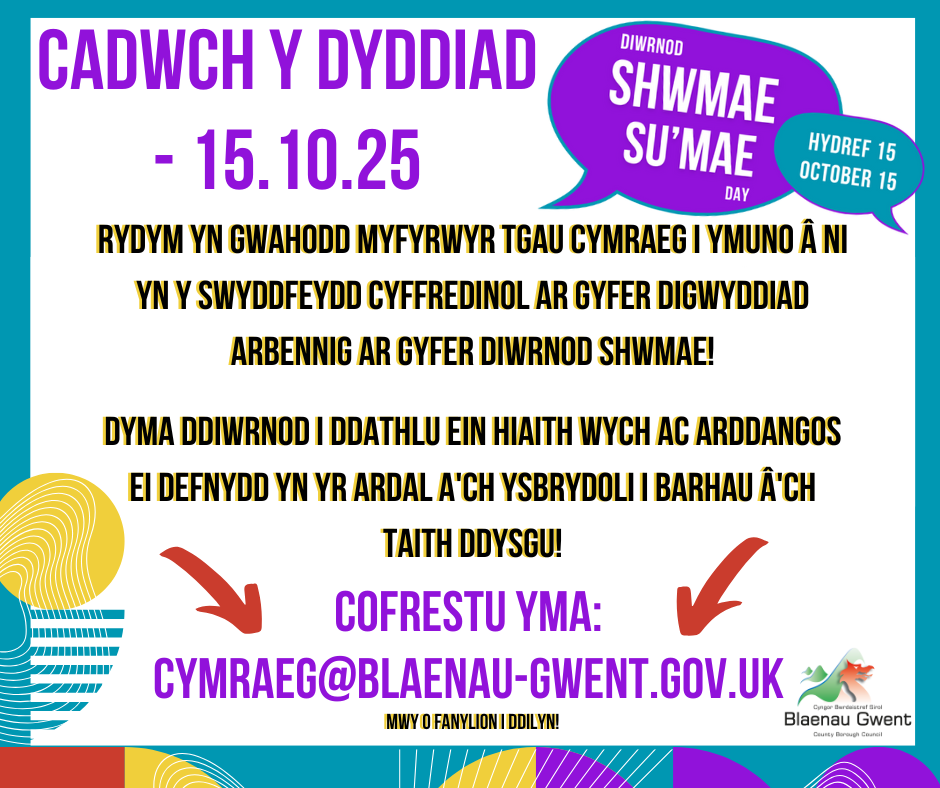 CADWCH Y DYDDIAD
- 15.10.25
DIWRNOD
SHWMAE
SU'MAE
DAY
HYDREF 15
OCTOBER 15
RYDYM YN GWAHODD MYFYRWYR TGAU CYMRAEG I YMUNO Â NI
YN Y SWYDDFEYDD CYFFREDINOL AR GYFER DIGWYDDIAD
ARBENNIG AR GYFER DIWRNOD SHWMAE!
DYMA DDIWRNOD I DDATHLU EIN HIAITH WYCH AC ARDDANGOS
EI DEFNYDD YN YR ARDAL A'CH YSBRYDOLI I BARHAU Â'CH
TAITH DDYSGU!
COFRESTU YMA:
CYMRAEG@BLAENAU-GWENT.GOV.UK
MWY O FANYLION I DDILYN!
Cyngor Bwrdeistref Sirol
Blaenau Gwent
County Borough Council